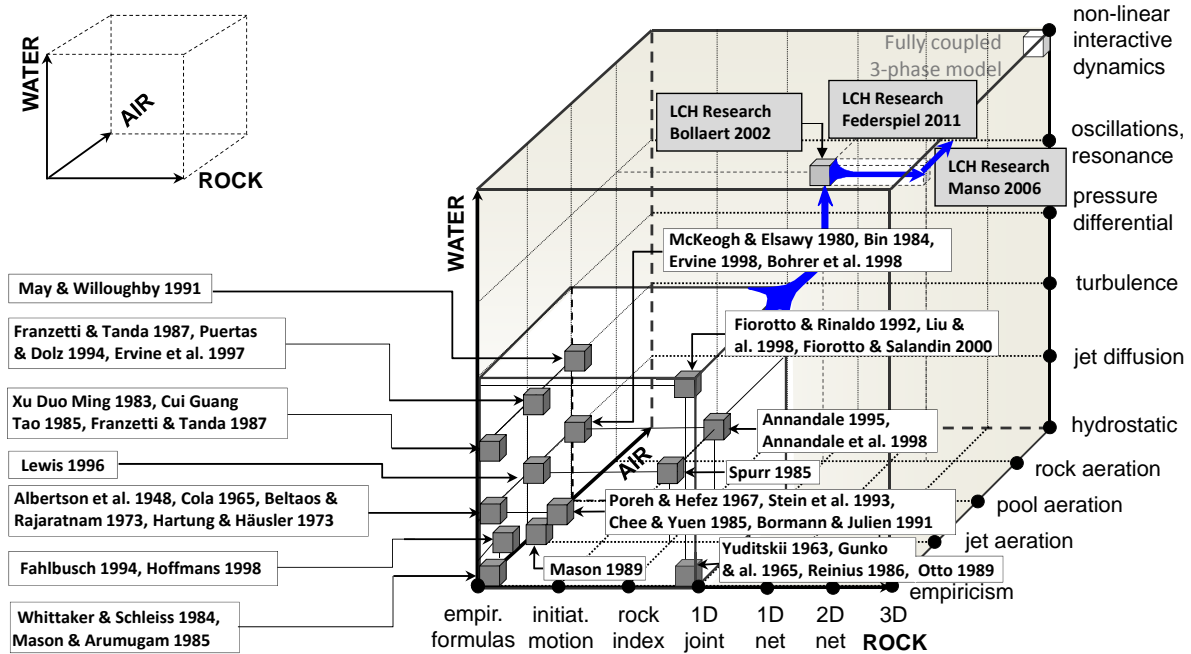 WATER
AIR
ROCK
non-linear
interactive
dynamics
Fully coupled
3-phase model
LCH Research
Bollaert 2002
LCH Research
Federspiel 2011
oscillations,
resonance
LCH Research
Manso 2006
pressure
differential
WATER
McKeogh & Elsawy 1980, Bin 1984,
Ervine 1998, Bohrer et al. 1998
turbulence
May & Willoughby 1991
Franzetti & Tanda 1987, Puertas
& Dolz 1994, Ervine et al. 1997
Fiorotto & Rinaldo 1992, Liu &
al. 1998, Fiorotto & Salandin 2000
jet diffusion
Xu Duo Ming 1983, Cui Guang
Tao 1985, Franzetti & Tanda 1987
Annandale 1995,
Annandale et al. 1998
hydrostatic
Lewis 1996
AIR
Spurr 1985
rock aeration
Albertson et al. 1948, Cola 1965, Beltaos &
Rajaratnam 1973, Hartung & Häusler 1973
Poreh & Hefez 1967, Stein et al. 1993,
Chee & Yuen 1985, Bormann & Julien 1991
pool aeration
jet aeration
Fahlbusch 1994, Hoffmans 1998
Mason 1989
Yuditskii 1963, Gunko
& al. 1965, Reinius 1986, Otto 1989
empiricism
Whittaker & Schleiss 1984,
Mason & Arumugam 1985
empir.
formulas
initiat.
motion
rock
index
1D
joint
1D
net
2D
net
3D
ROCK